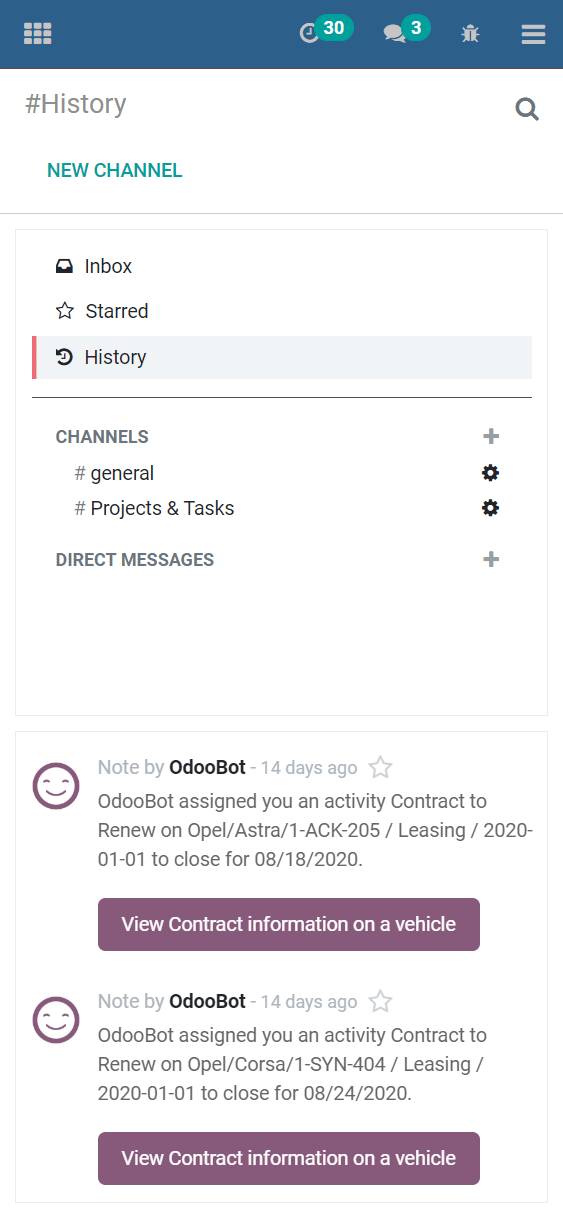 30
3
#History
NEW CHANNEL
Inbox
Starred
History
CHANNELS
# general
# Projects & Tasks
DIRECT MESSAGES
Note by OdooBot - 14 days ago
OdooBot assigned you an activity Contract to
Renew on Opel/Astra/1-ACK-205 / Leasing / 2020-
01-01 to close for 08/18/2020.
View Contract information on a vehicle
Note by OdooBot - 14 days ago
OdooBot assigned you an activity Contract to
Renew on Opel/Corsa/1-SYN-404 / Leasing /
2020-01-01 to close for 08/24/2020.
View Contract information on a vehicle